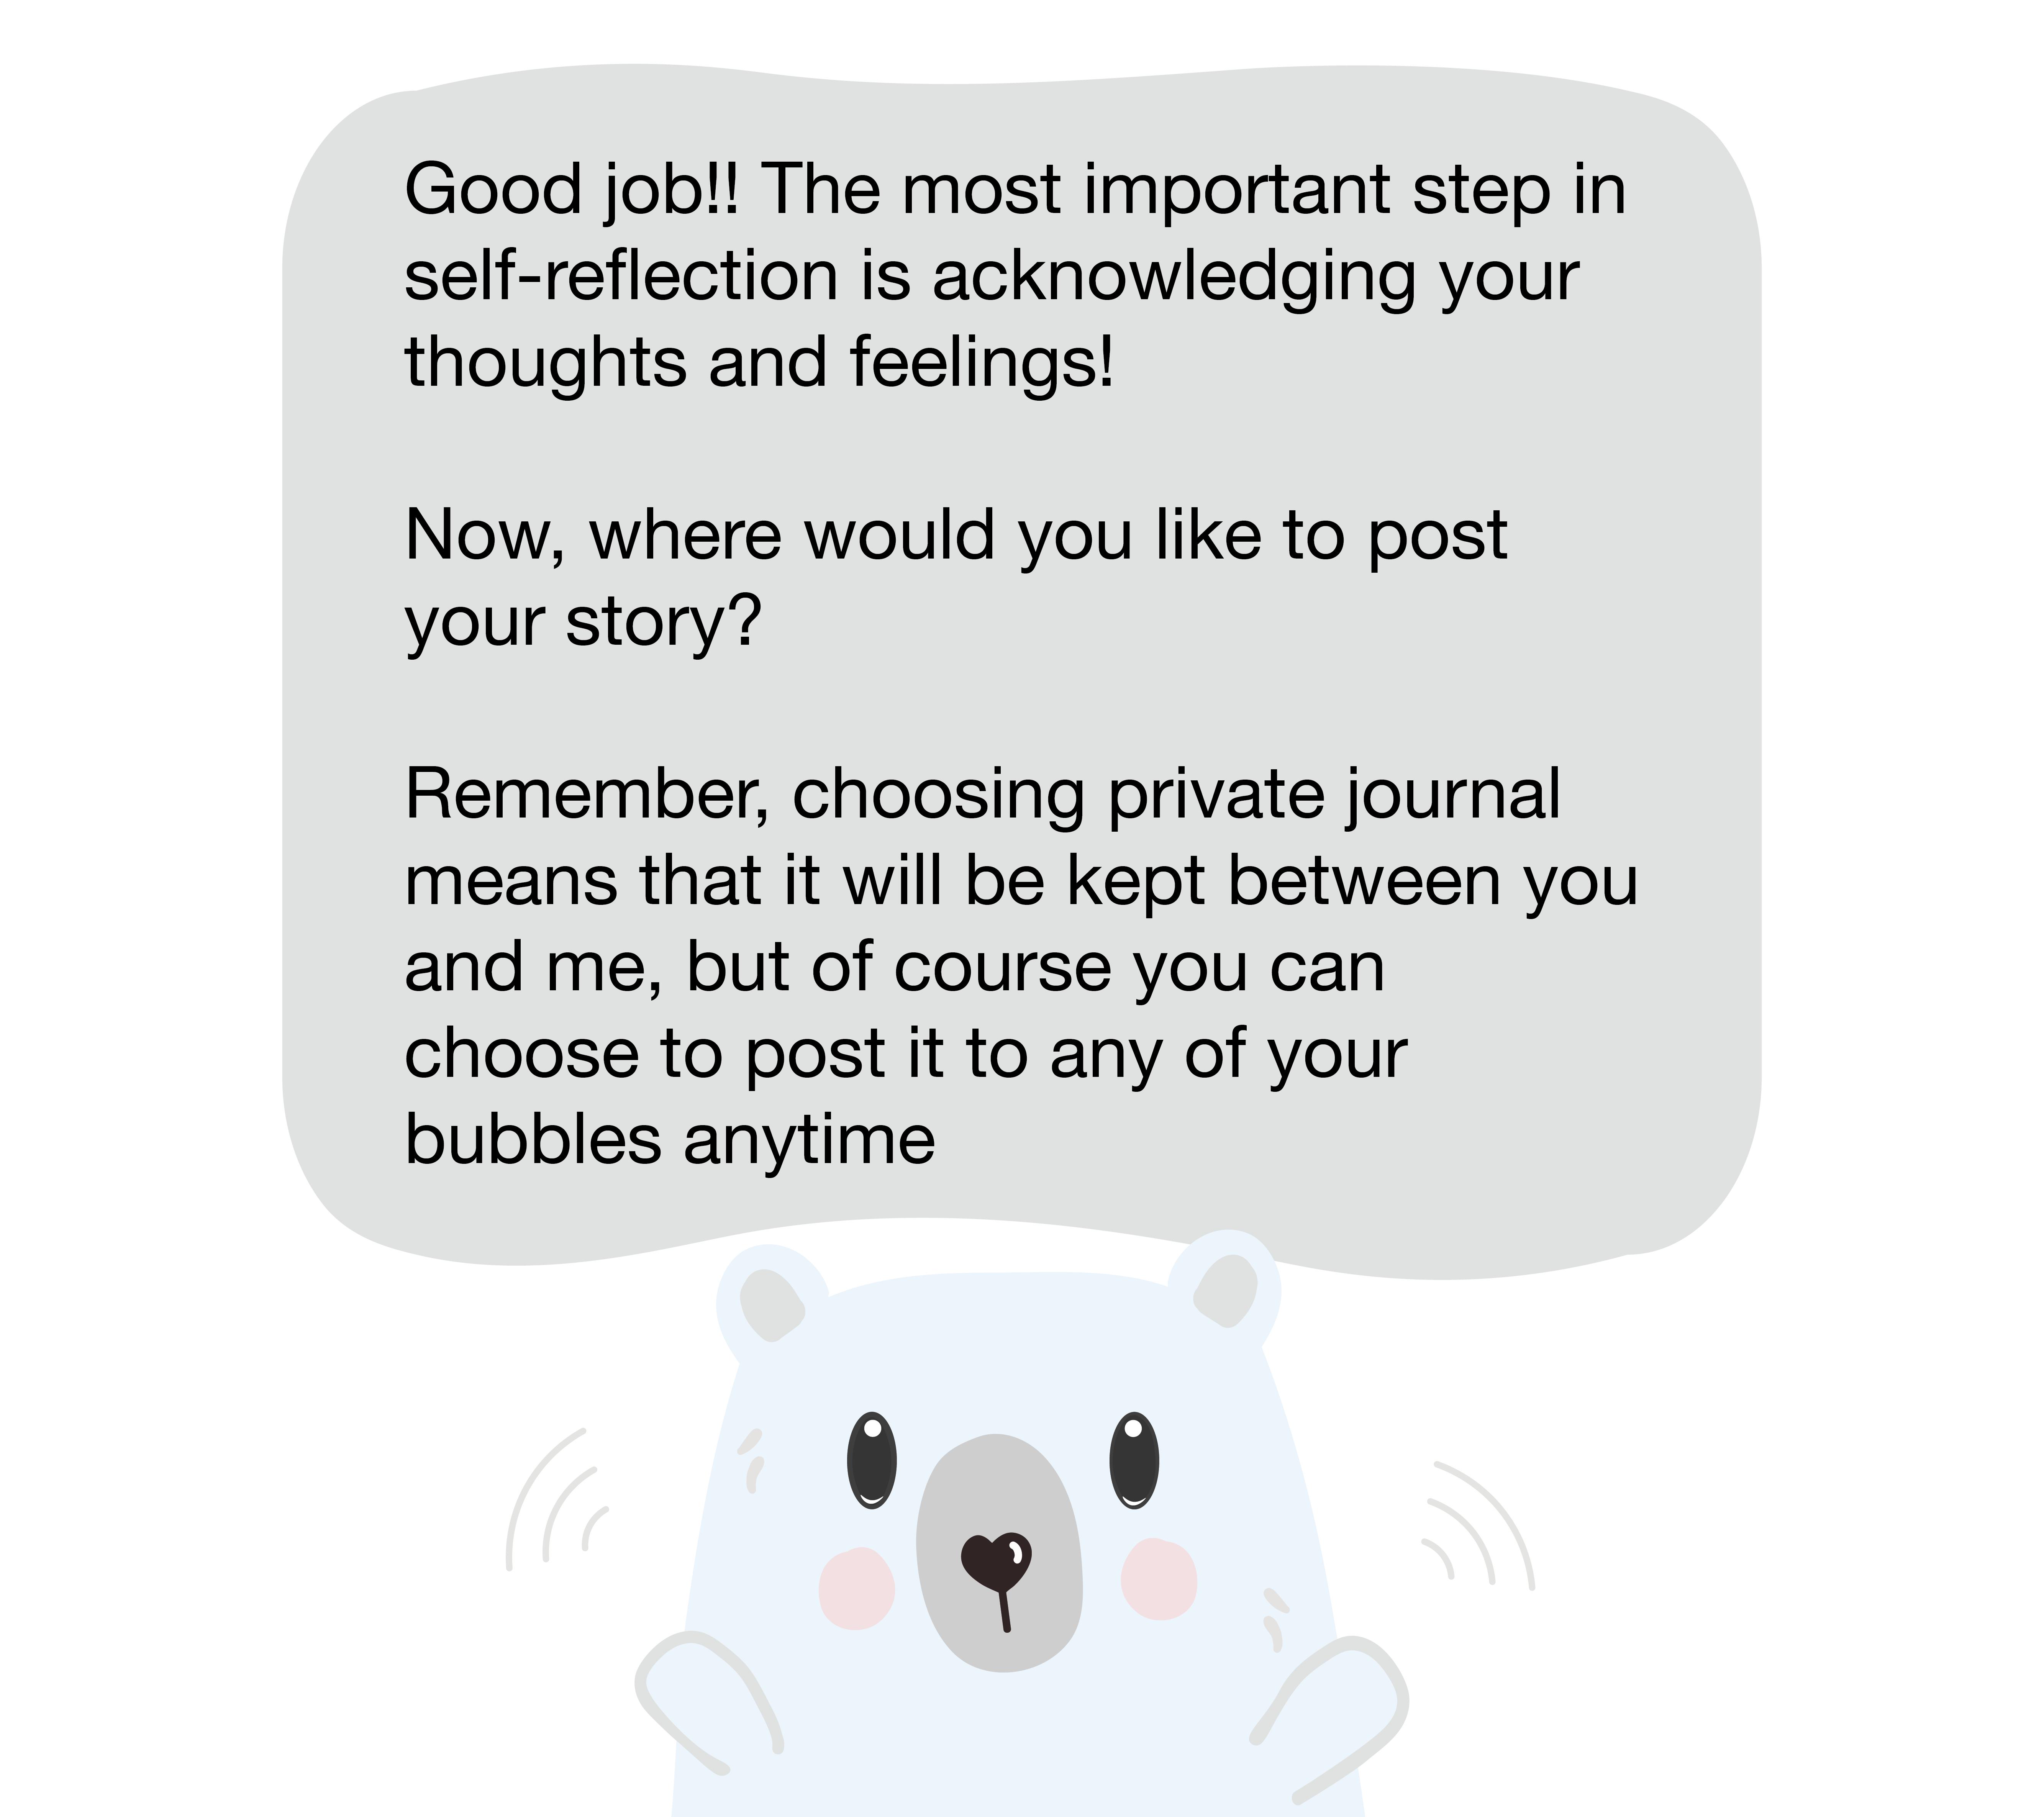 Good job!! The most important step in
self-reflection is acknowledging your
thoughts and feelings!
Now, where would you like to post
your story?
Remember, choosing private journal
means that it will be kept between you
and me, but of course you can
choose to post it to any of your
bubbles anytime